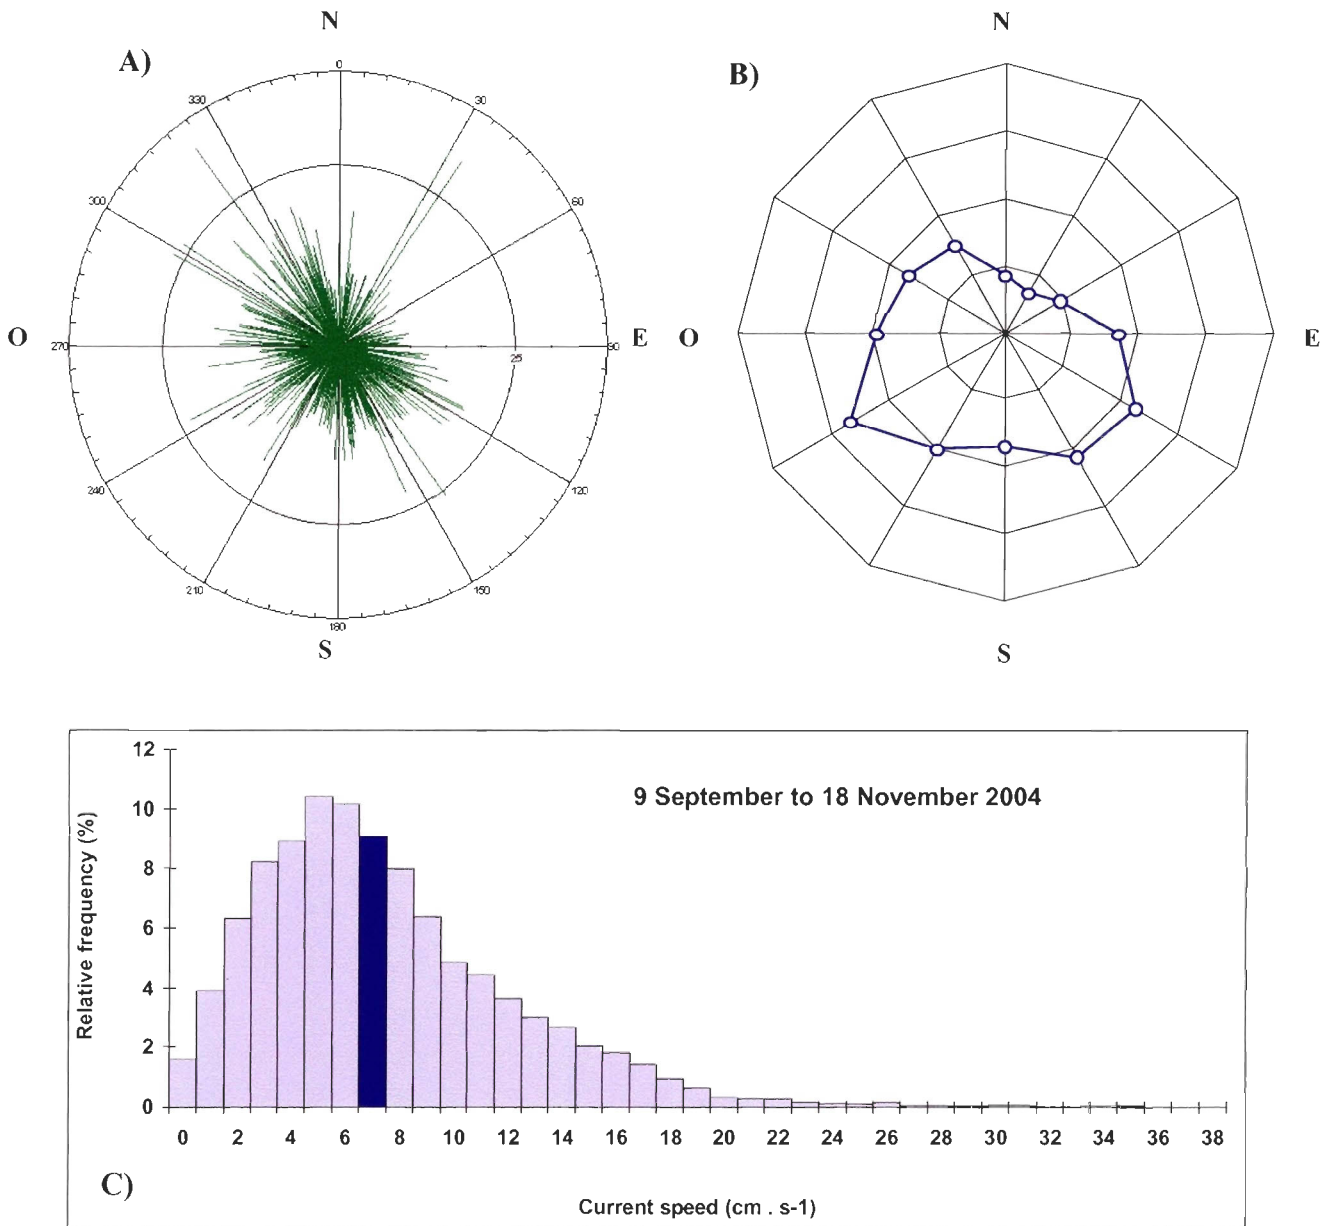 N
N
A)
B)
0
330
30
300
60
O
270
25
90
E
O
E
240
120
210
150
180
S
S
12
10
8
6
4
2
0
Relative frequency (%)
9 September to 18 November 2004
0 2 4 6 8 10 12 14 16 18 20 22 24 26 28 30 32 34 36 38
C)
Current speed (cm . s-1)